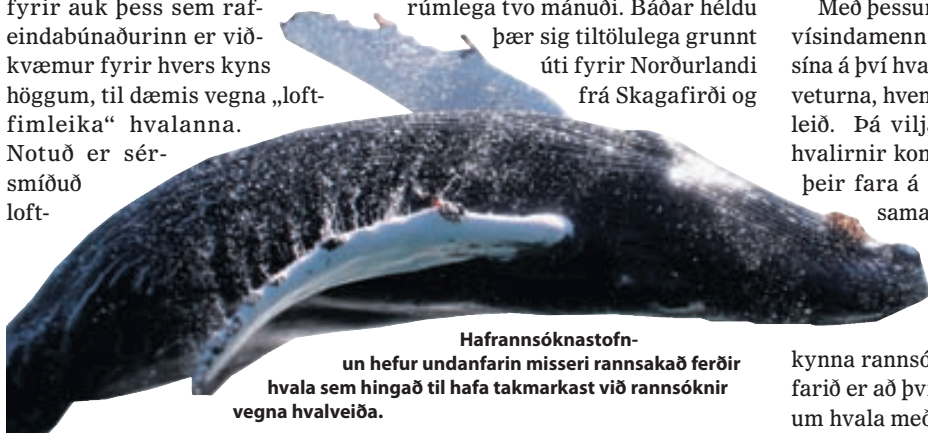 fyrir auk þess sem raf-
eindabúnaðurinn er við-
kvæmur fyrir hvers kyns
höggum, til dæmis vegna „loft-
fimleika“ hvalanna.
Notuð er sér-
smíðuð
loft-
rúmlega tvo mánuði. Báðar héldu
þær sig tiltölulega grunnt
úti fyrir Norðurlandi
frá Skagafirði og
Hafrannsóknastofn-
un hefur undanfarin misseri rannsakað ferðir
hvala sem hingað til hafa takmarkast við rannsóknir
vegna hvalveiða.
Með þessum
vísindamenn
sína á því hva
veturna, hven
leið. Þá vilja
hvalirnir kom
þeir fara á
sama
kynna rannsó
farið er að því
um hvala með